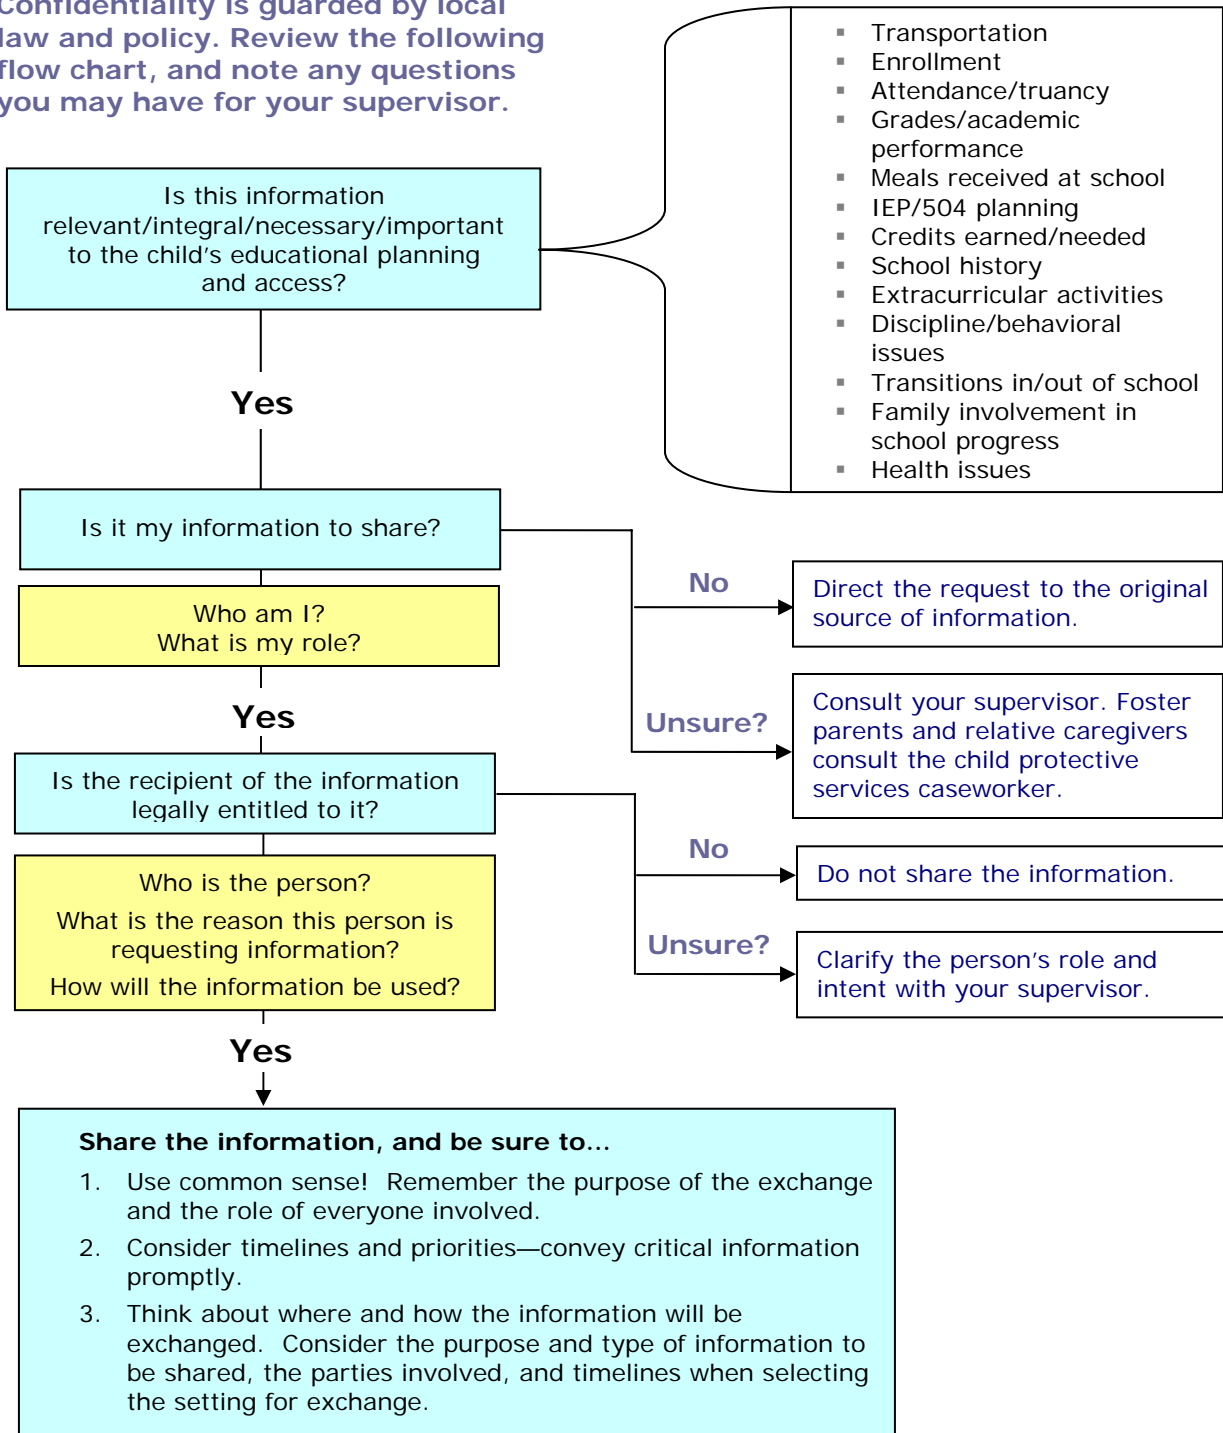 Confidentiality is guarded by local
law and policy. Review the following
flow chart, and note any questions
you may have for your supervisor.
▪ Transportation
▪ Enrollment
▪ Attendance/truancy
▪ Grades/academic
performance
▪ Meals received at school
▪ IEP/504 planning
▪ Credits earned/needed
▪ School history
▪ Extracurricular activities
▪ Discipline/behavioral
issues
▪ Transitions in/out of school
▪ Family involvement in
school progress
▪ Health issues
Is this information
relevant/integral/necessary/important
to the child's educational planning
and access?
Yes
Is it my information to share?
Who am I?
What is my role?
No
Direct the request to the original
source of information.
Unsure?
Consult your supervisor. Foster
parents and relative caregivers
consult the child protective
services caseworker.
Yes
Is the recipient of the information
legally entitled to it?
Who is the person?
What is the reason this person is
requesting information?
How will the information be used?
No
Do not share the information.
Unsure?
Clarify the person's role and
intent with your supervisor.
Yes
Share the information, and be sure to…
1. Use common sense! Remember the purpose of the exchange
and the role of everyone involved.
2. Consider timelines and priorities—convey critical information
promptly.
3. Think about where and how the information will be
exchanged. Consider the purpose and type of information to
be shared, the parties involved, and timelines when selecting
the setting for exchange.